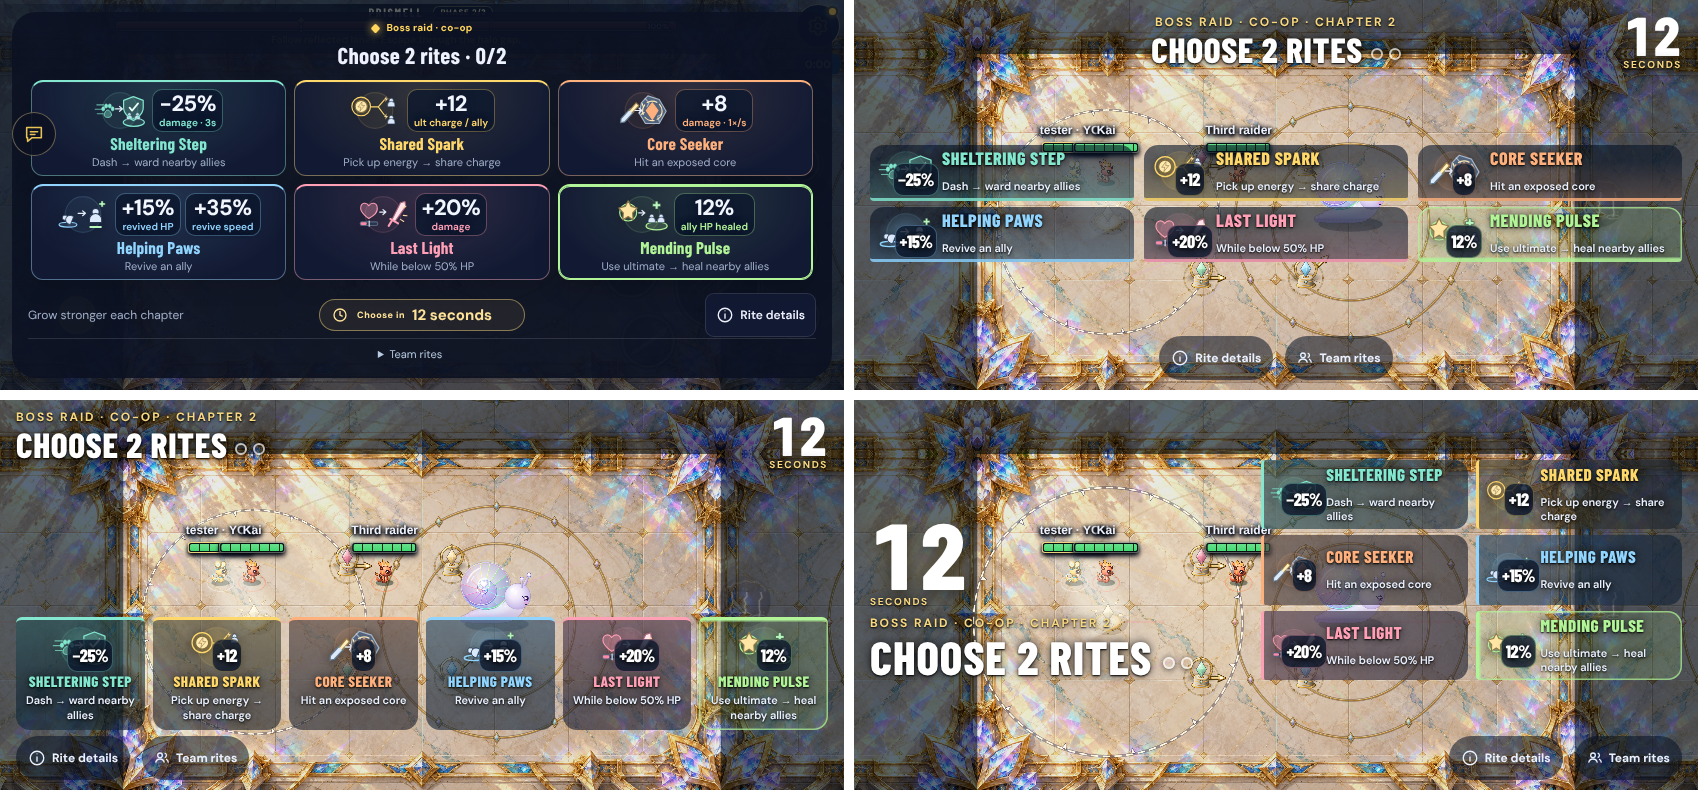 Boss raid · co-op
Choose 2 rites · 0/2
-25%
damage · 3s
Sheltering Step
Dash → ward nearby allies
+12
ult charge / ally
Shared Spark
Pick up energy → share charge
+8
damage · 1×/s
Core Seeker
Hit an exposed core
+15%
revived HP
+35%
revive speed
Helping Paws
Revive an ally
+20%
damage
Last Light
While below 50% HP
12%
ally HP healed
Mending Pulse
Use ultimate → heal nearby allies
Grow stronger each chapter
Choose in 12 seconds
Rite details
▶ Team rites
BOSS RAID · CO-OP · CHAPTER 2
CHOOSE 2 RITES
12
SECONDS
tester · YO
Kai
Third raider
-25%
SHELTERING STEP
Dash → ward nearby allies
+12
SHARED SPARK
Pick up energy → share charge
+8
CORE SEEKER
Hit an exposed core
+15%
HELPING PAWS
Revive an ally
+20%
LAST LIGHT
While below 50% HP
12%
MENDING PULSE
Use ultimate → heal nearby allies
Rite details
Team rites
BOSS RAID · CO-OP · CHAPTER 2
CHOOSE 2 RITES
12
SECONDS
tester · YO
Kai
Third raider
-25%
SHELTERING STEP
Dash → ward nearby
allies
+12
SHARED SPARK
Pick up energy →
share charge
+8
CORE SEEKER
Hit an exposed core
+15%
HELPING PAWS
Revive an ally
+20%
LAST LIGHT
While below 50% HP
12%
MENDING PULSE
Use ultimate → heal
nearby allies
Rite details
Team rites
12
SECONDS
BOSS RAID · CO-OP · CHAPTER 2
CHOOSE 2 RITES
tester · YO
Kai
Third raider
-25%
SHELTERING STEP
Dash → ward nearby
allies
+12
SHARED SPARK
Pick up energy → share
charge
+8
CORE SEEKER
Hit an exposed core
+15%
HELPING PAWS
Revive an ally
+20%
LAST LIGHT
While below 50% HP
12%
MENDING PULSE
Use ultimate → heal
nearby allies
Rite details
Team rites